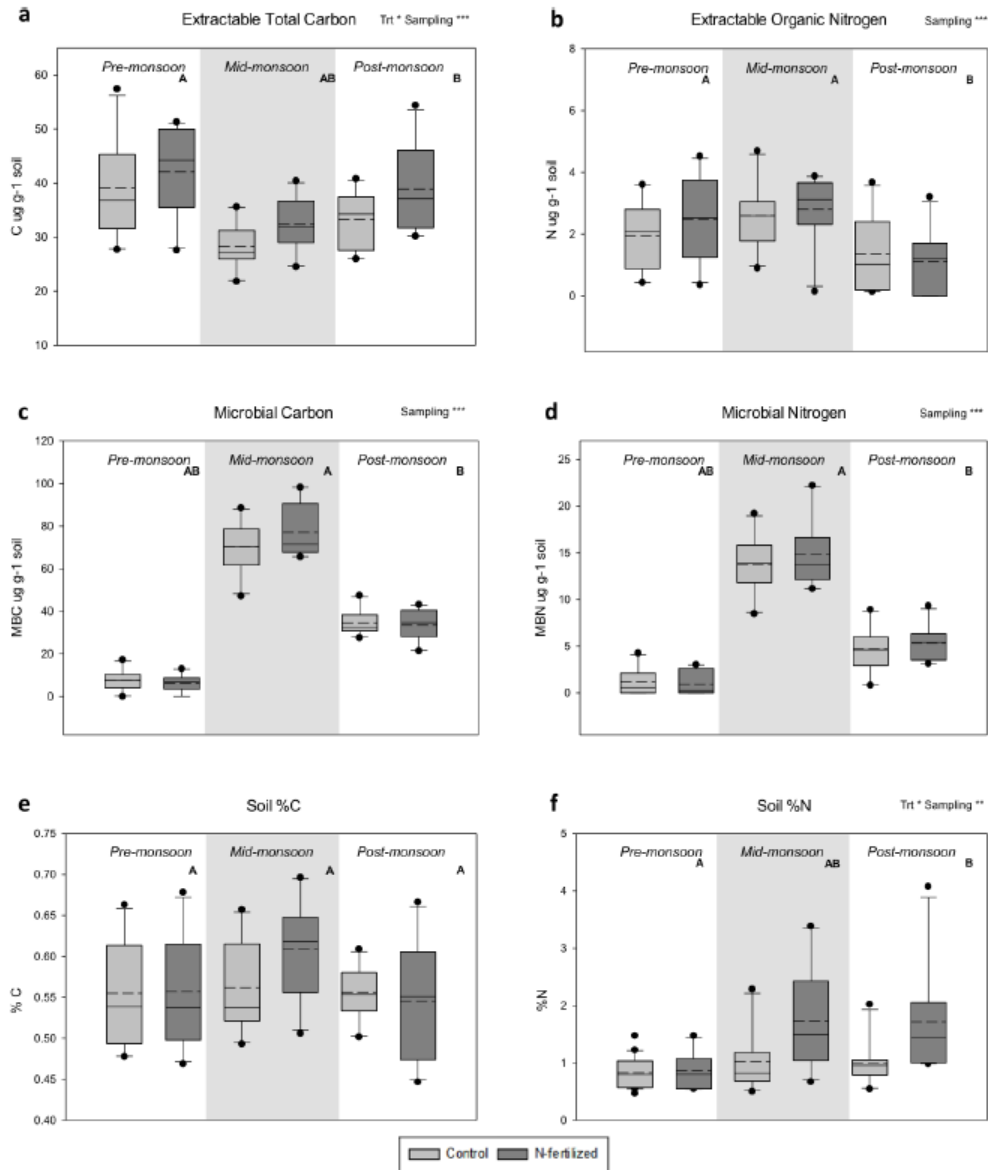 a
Extractable Total Carbon
Trt * Sampling ***
Pre-monsoon
A
Mid-monsoon
AB
Post-monsoon
B
60
50
40
30
20
10
C ug g-1 soil
b
Extractable Organic Nitrogen
Sampling ***
Pre-monsoon
A
Mid-monsoon
A
Post-monsoon
B
8
6
4
2
0
N ug g-1 soil
c
Microbial Carbon
Sampling ***
Pre-monsoon
AB
Mid-monsoon
A
Post-monsoon
B
120
100
80
60
40
20
0
MBC ug g-1 soil
d
Microbial Nitrogen
Sampling ***
Pre-monsoon
AB
Mid-monsoon
A
Post-monsoon
B
25
20
15
10
5
0
MBN ug g-1 soil
e
Soil %C
Pre-monsoon
A
Mid-monsoon
A
Post-monsoon
A
0.75
0.70
0.65
0.60
0.55
0.50
0.45
0.40
% C
f
Soil %N
Trt * Sampling **
Pre-monsoon
A
Mid-monsoon
AB
Post-monsoon
B
5
4
3
2
1
0
%N
Control
N-fertilized